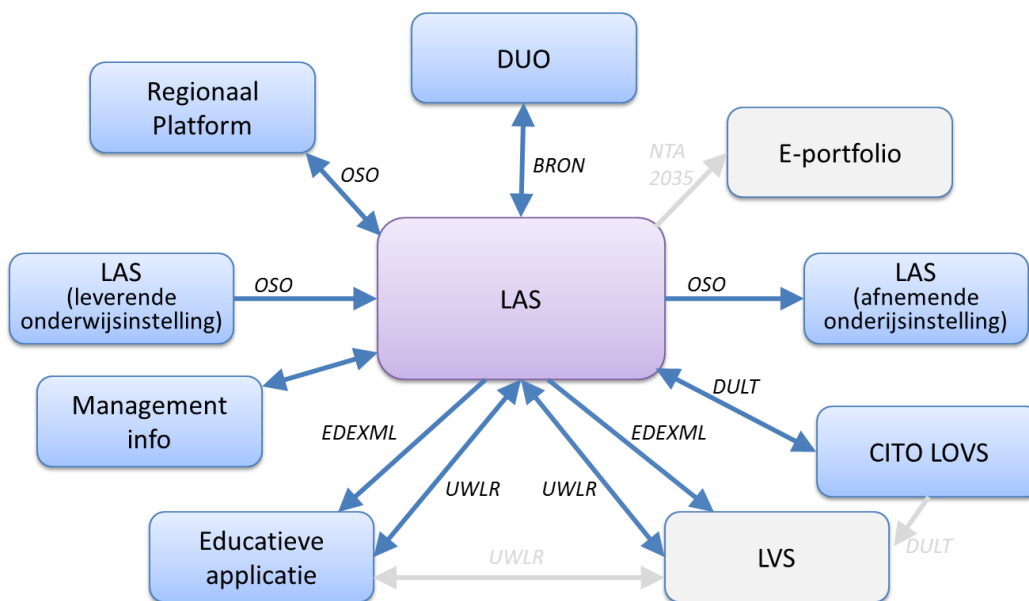 DUO
Regionaal
Platform
NTA
2035
E-portfolio
OSO
BRON
LAS
(leverende
onderwijsinstelling)
OSO
LAS
OSO
LAS
(afnemende
onderijsinstelling)
Management
info
DULT
EDEXML
EDEXML
CITO LOVS
UWLR
UWLR
Educatieve
applicatie
UWLR
LVS
DULT